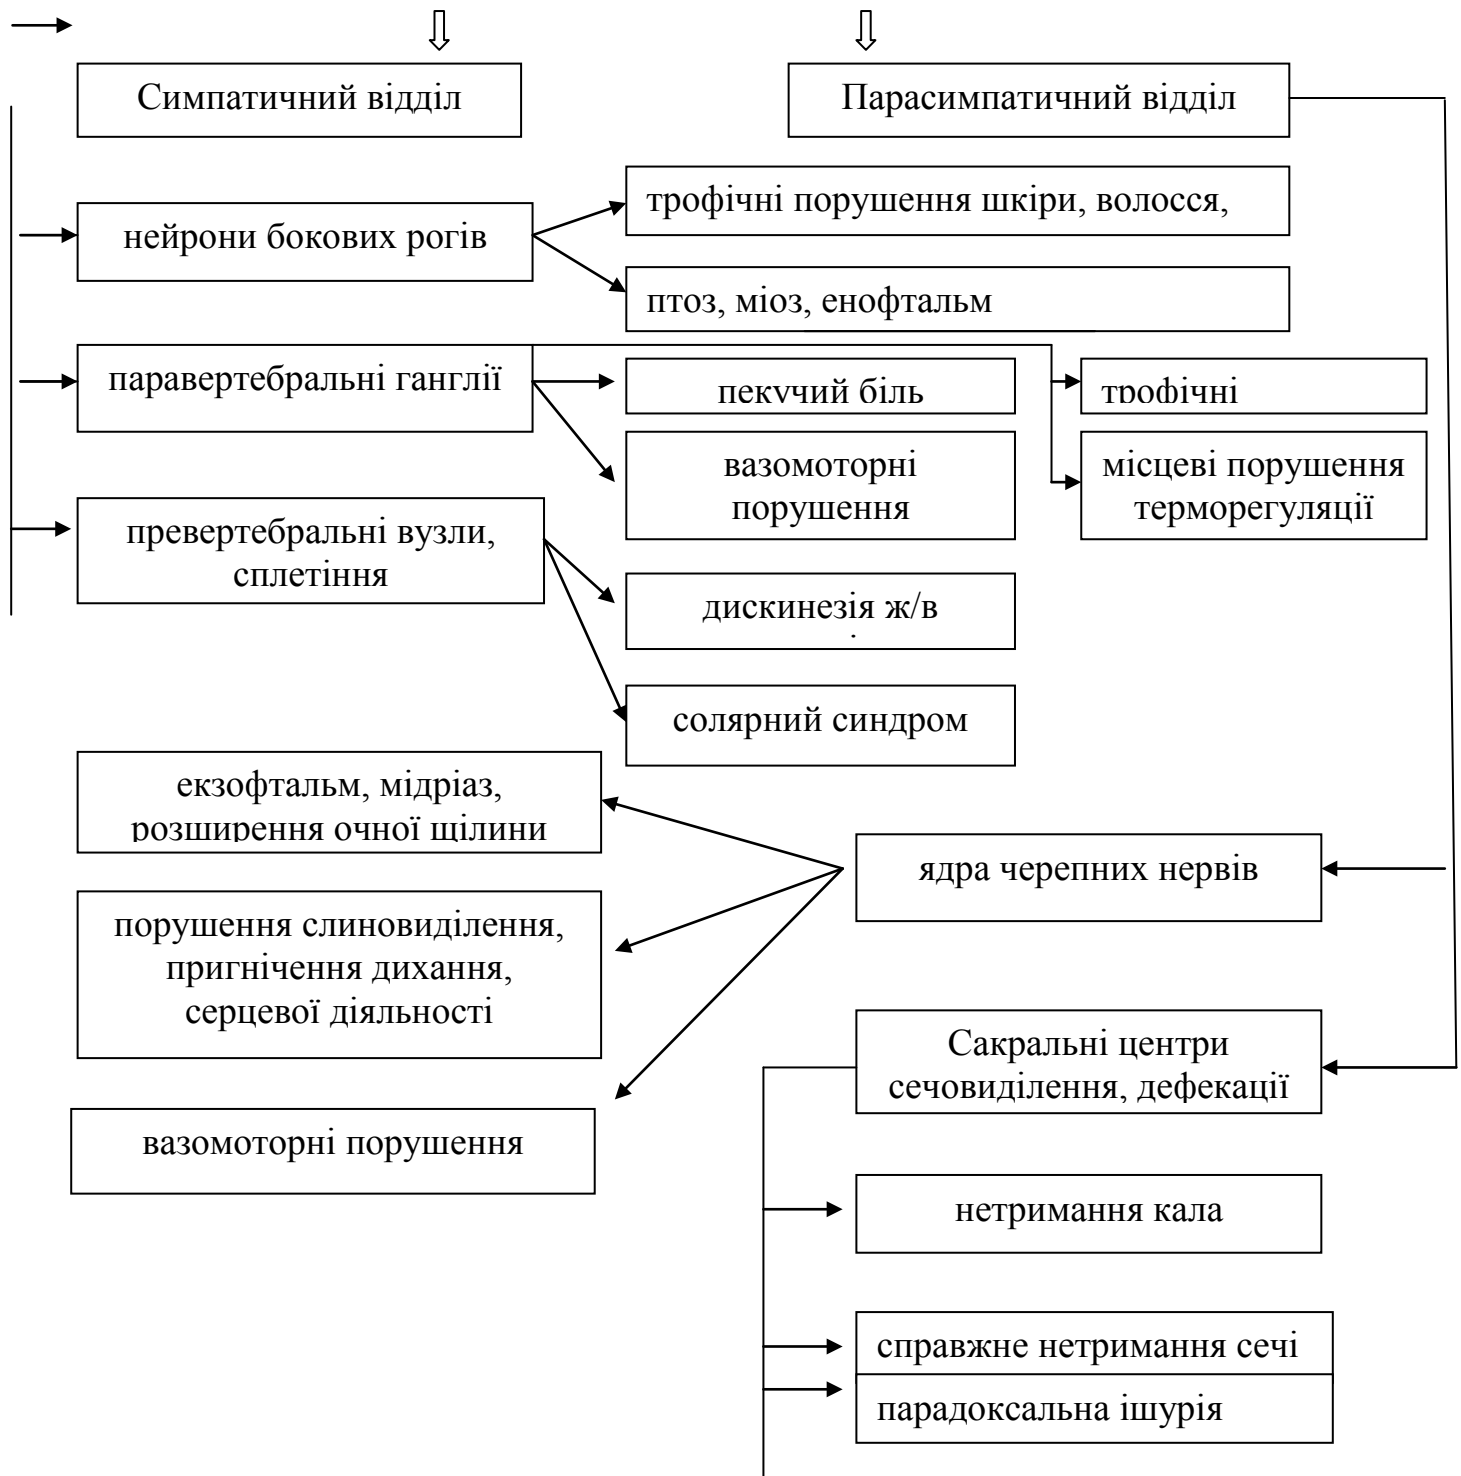 Симпатичний відділ
Парасимпатичний відділ
трофічні порушення шкіри, волосся,
нейрони бокових рогів
птоз, міоз, енофтальм
паравертебральні ганглії
пекучий біль
трофічні
вазомоторні
порушення
місцеві порушення
терморегуляції
превертебральні вузли,
сплетіння
дискинезія ж/в
солярний синдром
екзофтальм, мідріаз,
розширення очної щілини
ядра черепних нервів
порушення слиновиділення,
пригнічення дихання,
серцевої діяльності
Сакральні центри
сечовиділення, дефекації
вазомоторні порушення
нетримання кала
справжне нетримання сечі
парадоксальна ішурія